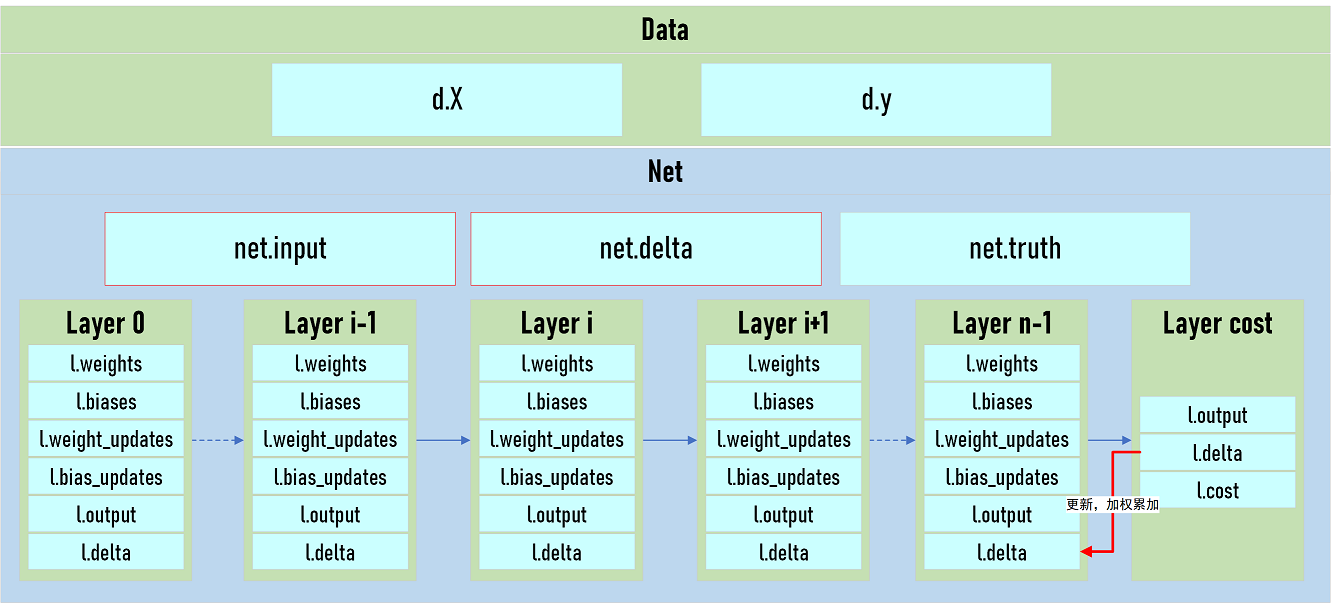 Data
d.X
d.y
Net
net.input
net.delta
net.truth
Layer 0
l.weights
l.biases
l.weight_updates
l.bias_updates
l.output
l.delta
Layer i-1
l.weights
l.biases
l.weight_updates
l.bias_updates
l.output
l.delta
Layer i
l.weights
l.biases
l.weight_updates
l.bias_updates
l.output
l.delta
Layer i+1
l.weights
l.biases
l.weight_updates
l.bias_updates
l.output
l.delta
Layer n-1
l.weights
l.biases
l.weight_updates
l.bias_updates
l.output
l.delta
Layer cost
l.output
l.delta
l.cost
更新，加权累加